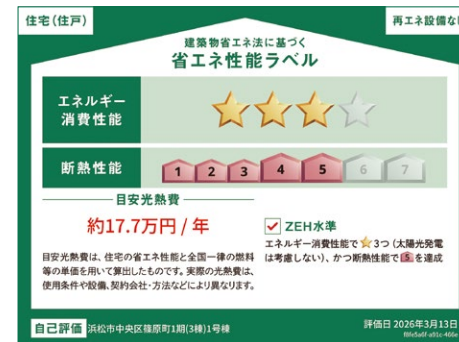 住宅(住戸)
再エネ設備な
建築物省エネ法に基づく
省エネ性能ラベル
エネルギー
消費性能
断熱性能
1 2 3 4 5 6 7
目安光熱費
約17.7万円 / 年
目安光熱費は、住宅の省エネ性能と全国一律の燃料
等の単価を用いて算出したものです。実際の光熱費は、
使用条件や設備、契約会社・方法などにより異なります。
ZEH水準
エネルギー消費性能で 3つ (太陽光発電
は考慮しない)、かつ断熱性能で 5 を達成
自己評価 浜松市中央区篠原町1期(3棟)1号棟
評価日 2026年3月13日